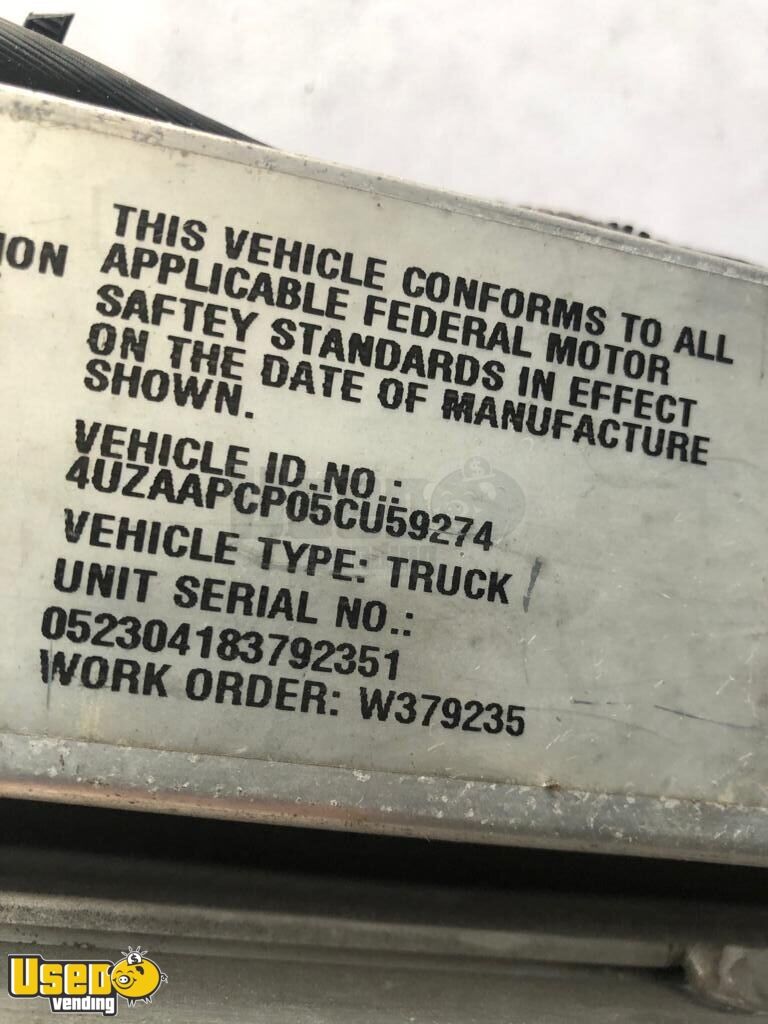 THIS VEHICLE CONFORMS TO ALL
ION APPLICABLE FEDERAL MOTOR
SAFTEY STANDARDS IN EFFECT
ON THE DATE OF MANUFACTURE
SHOWN.
VEHICLE ID.NO.:
4UZAAPCP05CU59274
VEHICLE TYPE: TRUCK
UNIT SERIAL NO.:
052304183792351
WORK ORDER: W379235
Used
vending